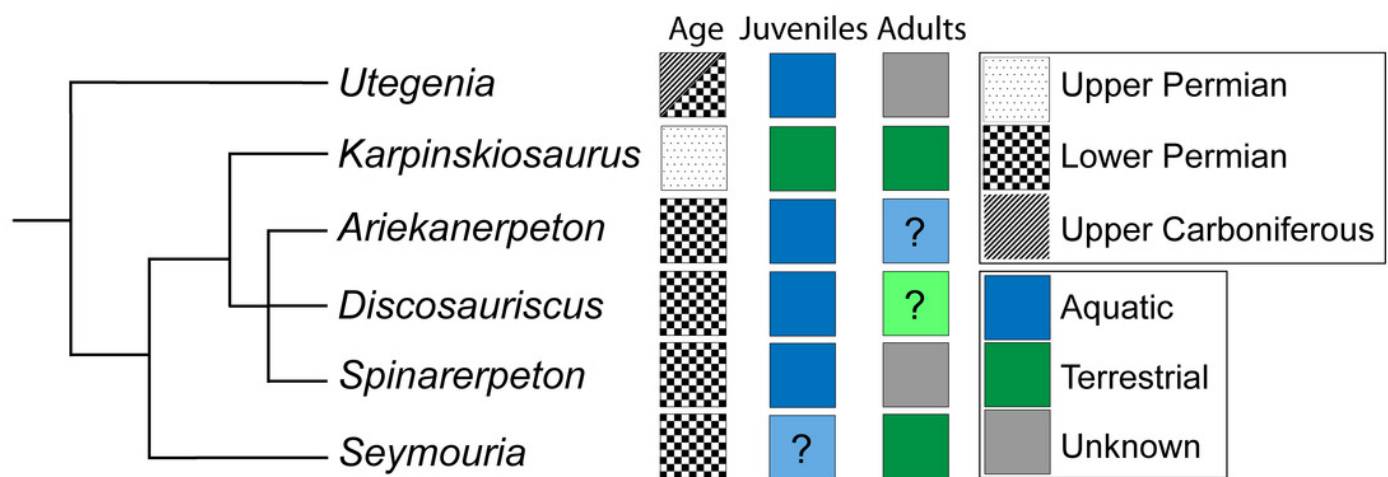 Age Juveniles Adults
Utegenia
Karpinskiosaurus
Ariekanerpeton ?
Discosauriscus ?
Spinarerpeton
Seymouria ?
Upper Permian
Lower Permian
Upper Carboniferous
Aquatic
Terrestrial
Unknown